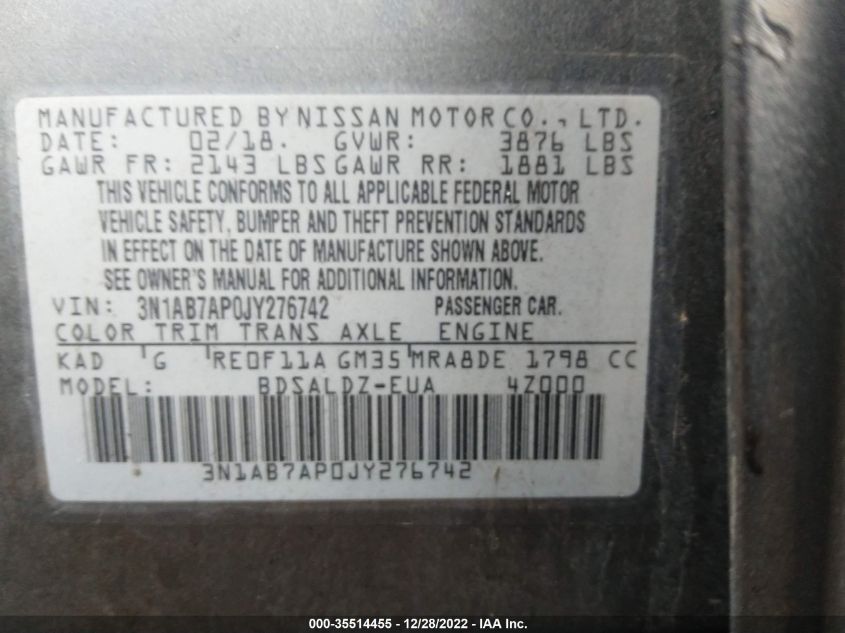 MANUFACTURED BY NISSAN MOTOR CO., LTD.
DATE: 02/18. GVWR: 3876 LBS
GAWR FR: 2143 LBS GAWR RR: 1881 LBS
THIS VEHICLE CONFORMS TO ALL APPLICABLE FEDERAL MOTOR
VEHICLE SAFETY, BUMPER AND THEFT PREVENTION STANDARDS
IN EFFECT ON THE DATE OF MANUFACTURE SHOWN ABOVE.
SEE OWNER'S MANUAL FOR ADDITIONAL INFORMATION.
VIN: 3N1AB7AP0JY276742 PASSENGER CAR.
COLOR TRIM TRANS AXLE ENGINE
KAD G RE0F11A GM35 MRA8DE 1798 CC
MODEL: BDSALDZ-EUA 4Z000
3N1AB7AP0JY276742
000-35514455 - 12/28/2022 - IAA Inc.